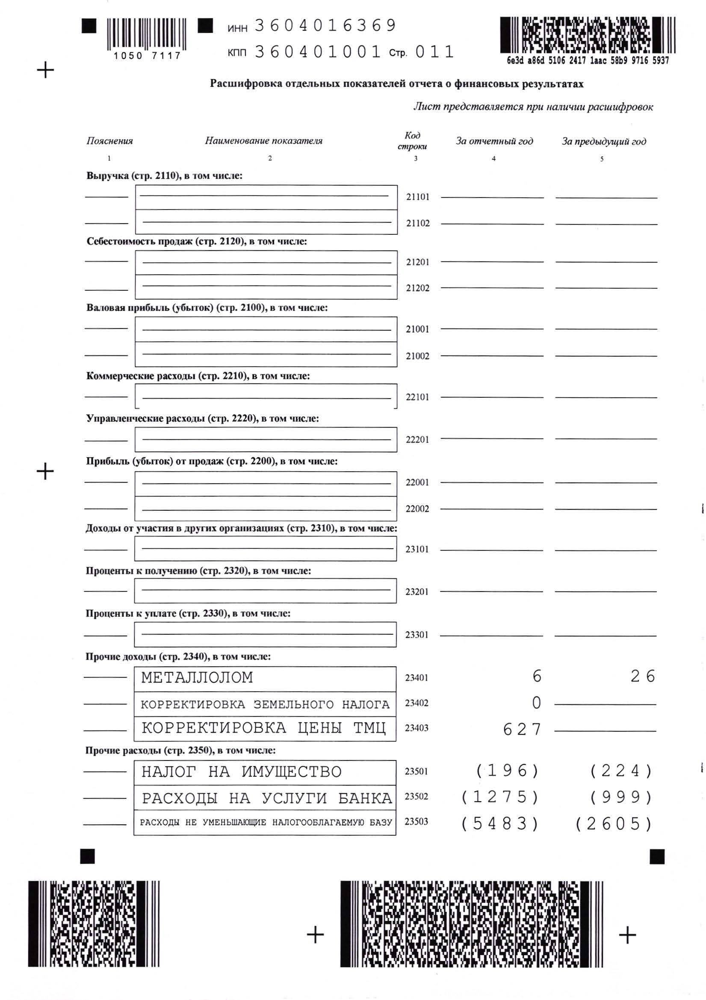 ИНН 3604016369
КПП 360401001 Стр. 011
1050 7117
6e3d a86d 5106 2417 1aac 58b9 9716 5937
Расшифровка отдельных показателей отчета о финансовых результатах
Лист представляется при наличии расшифровок
Пояснения Наименование показателя Код строки За отчетный год За предыдущий год
1 2 3 4 5
Выручка (стр. 2110), в том числе:
21101
21102
Себестоимость продаж (стр. 2120), в том числе:
21201
21202
Валовая прибыль (убыток) (стр. 2100), в том числе:
21001
21002
Коммерческие расходы (стр. 2210), в том числе:
22101
Управленческие расходы (стр. 2220), в том числе:
22201
Прибыль (убыток) от продаж (стр. 2200), в том числе:
22001
22002
Доходы от участия в других организациях (стр. 2310), в том числе:
23101
Проценты к получению (стр. 2320), в том числе:
23201
Проценты к уплате (стр. 2330), в том числе:
23301
Прочие доходы (стр. 2340), в том числе:
МЕТАЛЛОЛОМ 23401 6 26
КОРРЕКТИРОВКА ЗЕМЕЛЬНОГО НАЛОГА 23402 0
КОРРЕКТИРОВКА ЦЕНЫ ТМЦ 23403 627
Прочие расходы (стр. 2350), в том числе:
НАЛОГ НА ИМУЩЕСТВО 23501 (196) (224)
РАСХОДЫ НА УСЛУГИ БАНКА 23502 (1275) (999)
РАСХОДЫ НЕ УМЕНЬШАЮЩИЕ НАЛОГООБЛАГАЕМУЮ БАЗУ 23503 (5483) (2605)